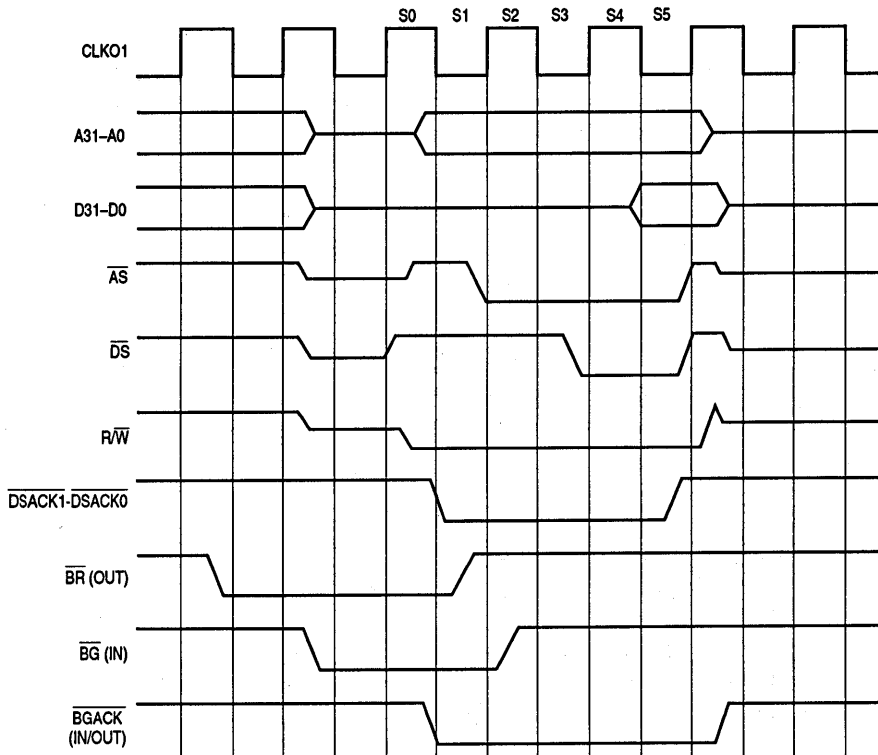 S0 S1 S2 S3 S4 S5
CLKO1
A31–A0
D31–D0
AS
DS
R/W
DSACK1-DSACK0
BR (OUT)
BG (IN)
BGACK
(IN/OUT)